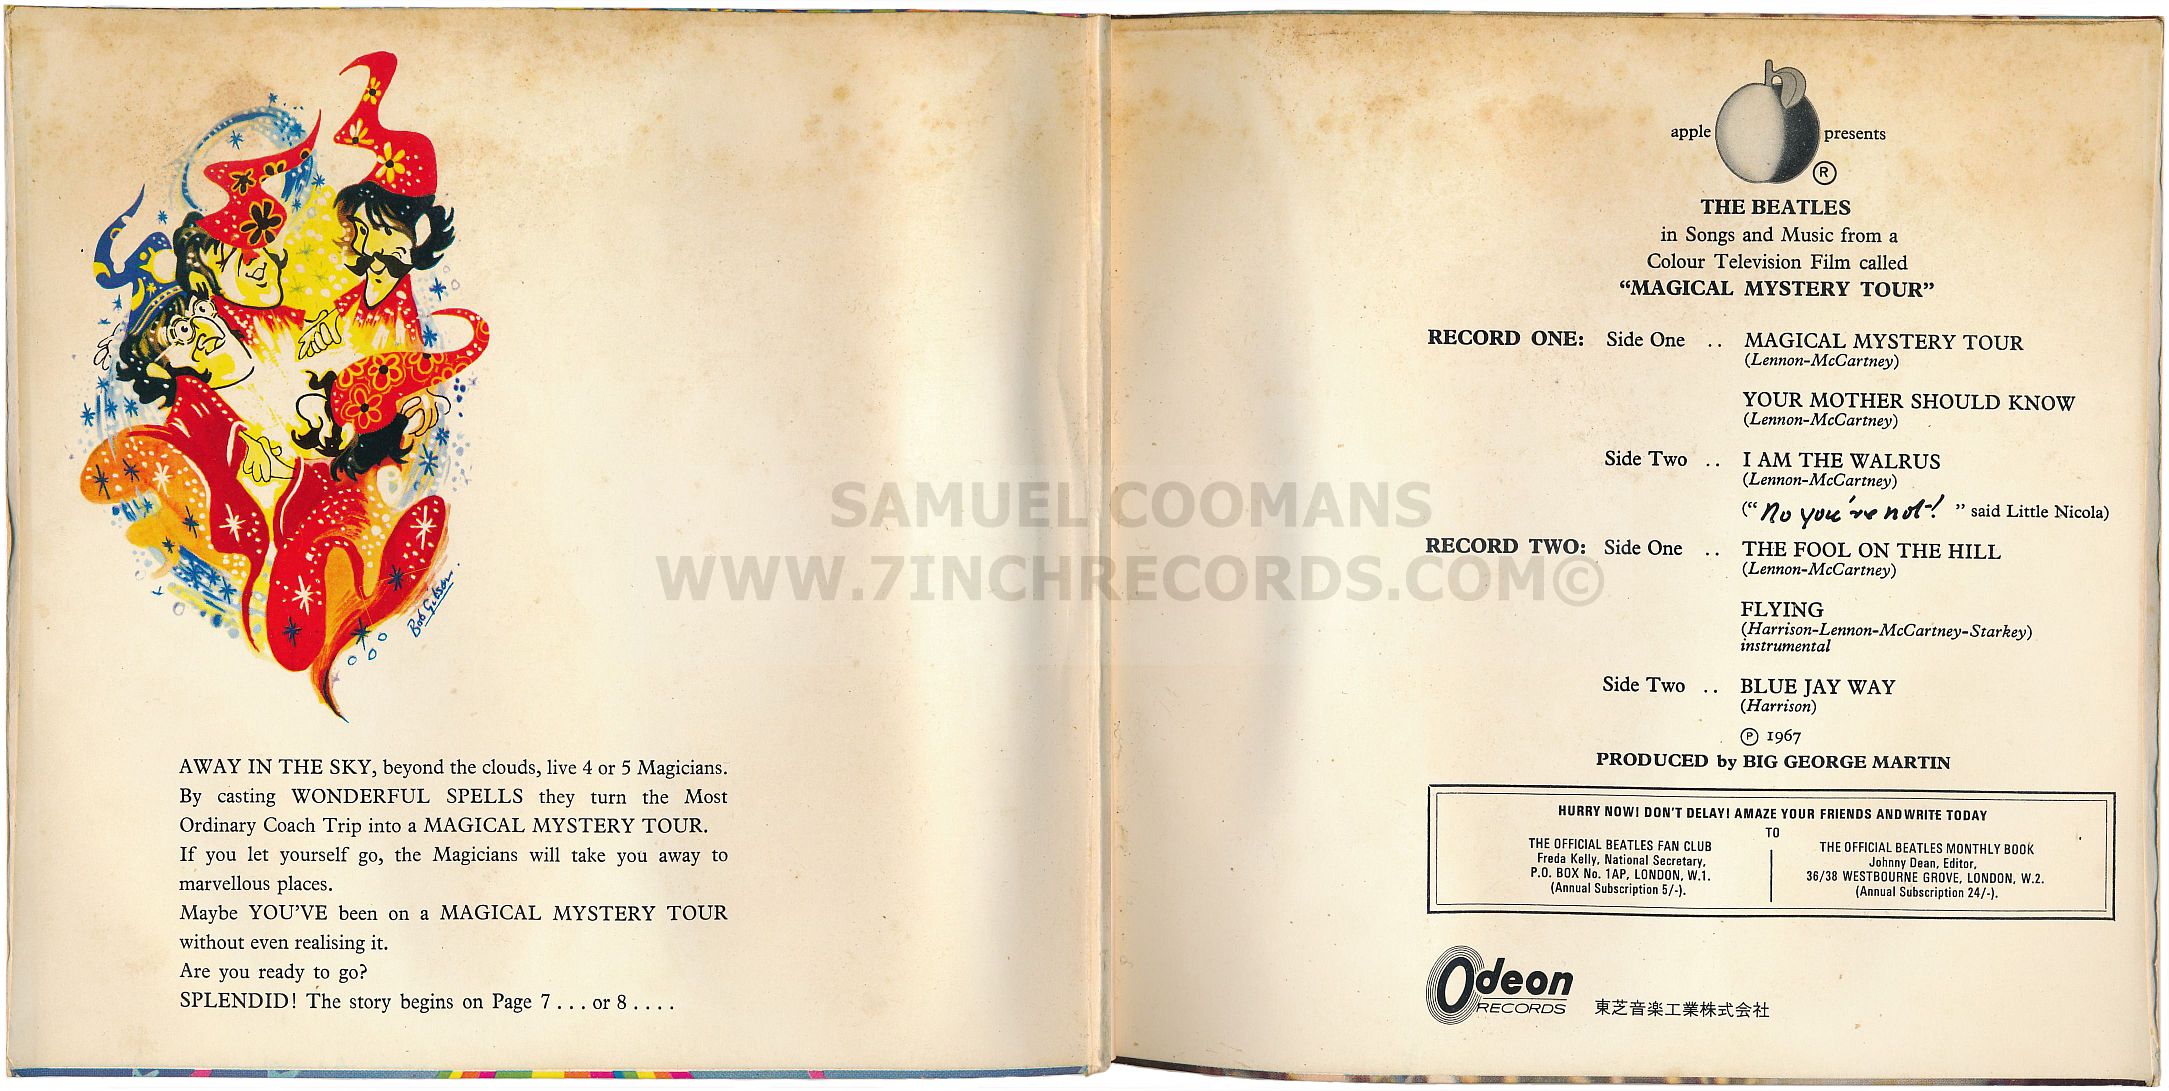 Bob Gibson.
AWAY IN THE SKY, beyond the clouds, live 4 or 5 Magicians.
By casting WONDERFUL SPELLS they turn the Most
Ordinary Coach Trip into a MAGICAL MYSTERY TOUR.
If you let yourself go, the Magicians will take you away to
marvellous places.
Maybe YOU'VE been on a MAGICAL MYSTERY TOUR
without even realising it.
Are you ready to go?
SPLENDID! The story begins on Page 7 . . . or 8 . . . .
SAMUEL COOMANS
WWW.7INCHRECORDS.COM©
apple presents
®
THE BEATLES
in Songs and Music from a
Colour Television Film called
“MAGICAL MYSTERY TOUR”
RECORD ONE: Side One .. MAGICAL MYSTERY TOUR
(Lennon-McCartney)
YOUR MOTHER SHOULD KNOW
(Lennon-McCartney)
Side Two .. I AM THE WALRUS
(Lennon-McCartney)
(“No you're not!” said Little Nicola)
RECORD TWO: Side One .. THE FOOL ON THE HILL
(Lennon-McCartney)
FLYING
(Harrison-Lennon-McCartney-Starkey)
instrumental
Side Two .. BLUE JAY WAY
(Harrison)
℗ 1967
PRODUCED by BIG GEORGE MARTIN
HURRY NOW! DON'T DELAY! AMAZE YOUR FRIENDS AND WRITE TODAY
TO
THE OFFICIAL BEATLES FAN CLUB
Freda Kelly, National Secretary,
P.O. BOX No. 1AP, LONDON, W.1.
(Annual Subscription 5/-).
THE OFFICIAL BEATLES MONTHLY BOOK
Johnny Dean, Editor,
36/38 WESTBOURNE GROVE, LONDON, W.2.
(Annual Subscription 24/-).
Odeon
RECORDS
東芝音楽工業株式会社